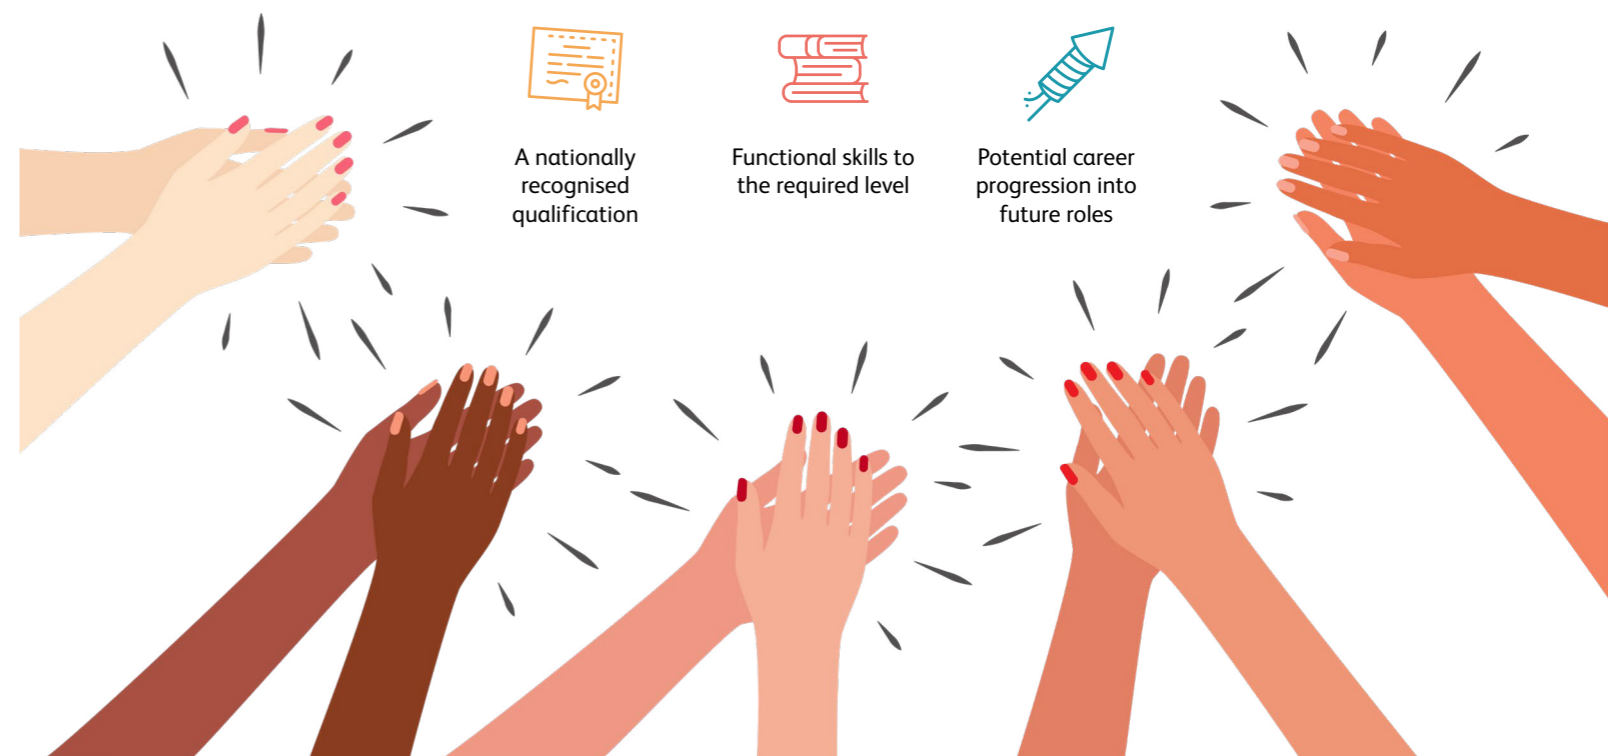 A nationally
recognised
qualification
Functional skills to
the required level
Potential career
progression into
future roles